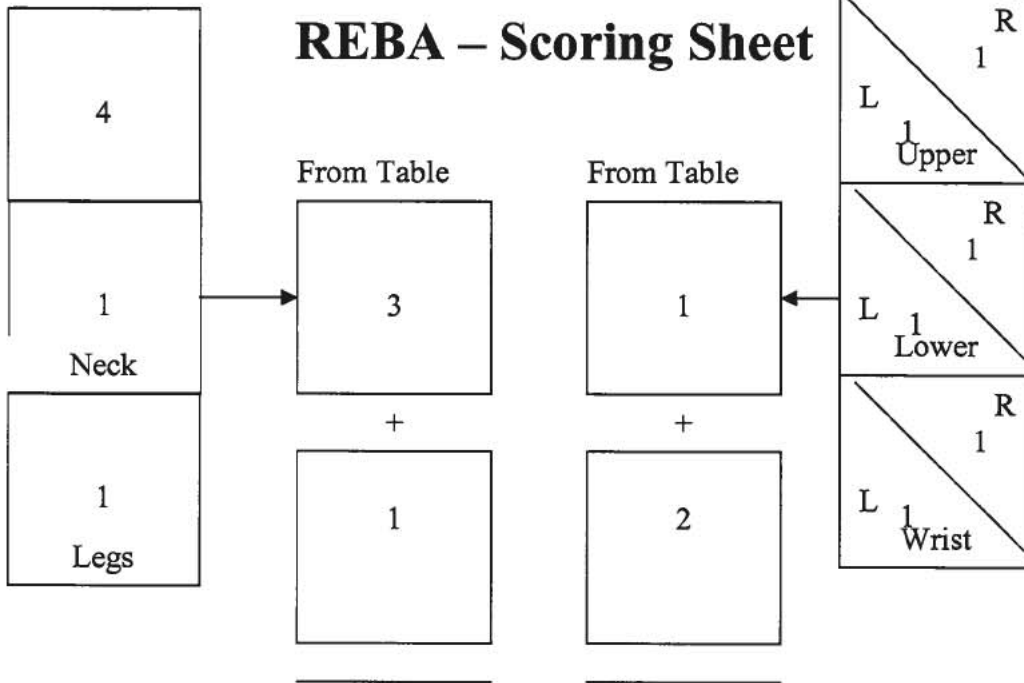 REBA – Scoring Sheet
4
1
Neck
1
Legs
From Table
3
+
1
From Table
1
+
2
R
1
L
1
Upper
R
1
L
1
Lower
R
1
L
1
Wrist